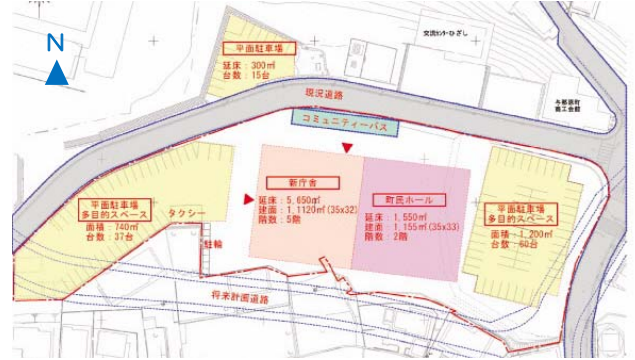 N
交流センターひざし
平面駐車場
延床：300㎡
台数：15台
与那原町
商工会館
現況道路
コミュニティーバス
新庁舎
延床：5,650㎡
建面：1,1120㎡(35x32)
階数：5階
町民ホール
延床：1,550㎡
建面：1,155㎡(35x33)
階数：2階
平面駐車場
多目的スペース
面積：1,200㎡
台数：60台
平面駐車場
多目的スペース
面積：740㎡
台数：37台
タクシー
駐輪
将来計画道路